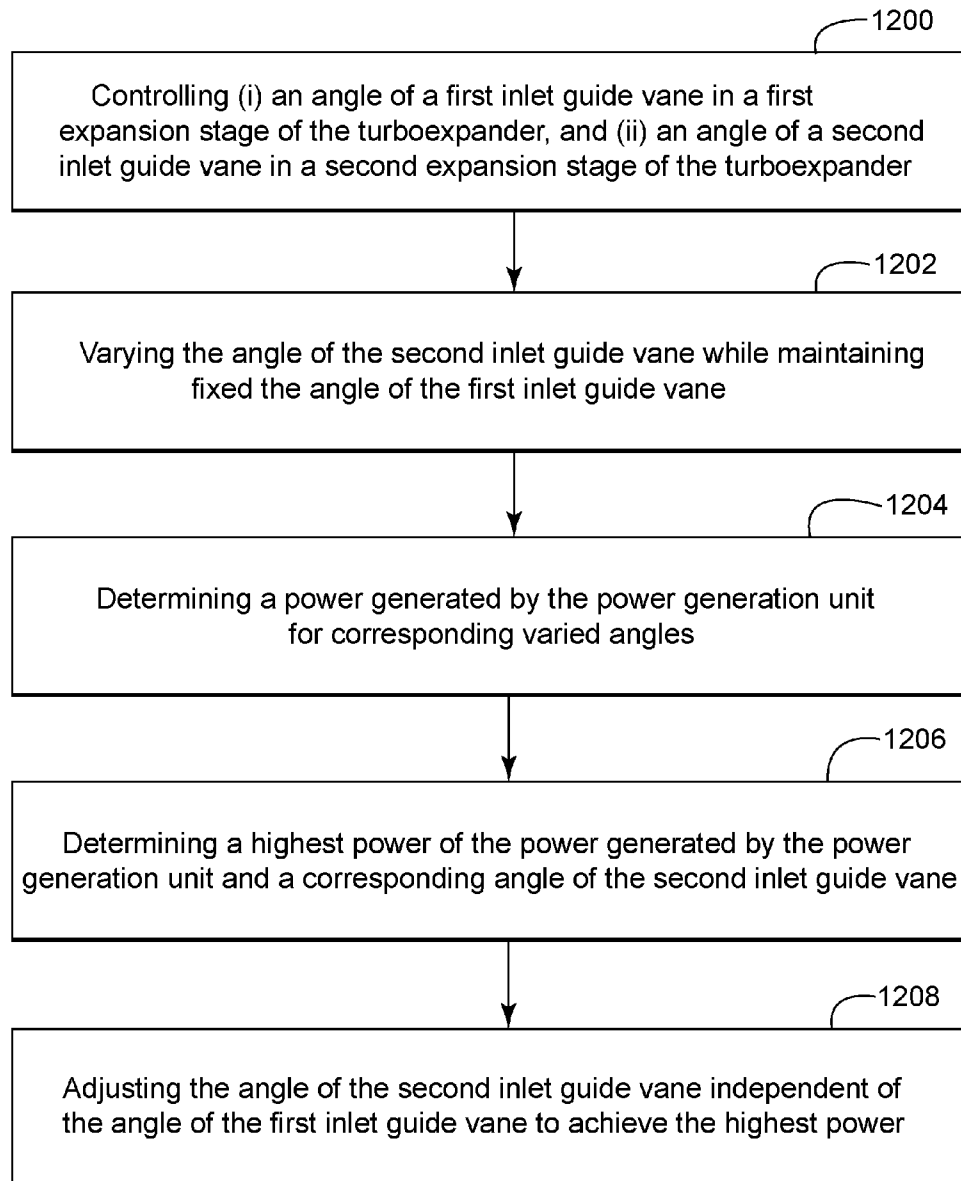 1200
Controlling (i) an angle of a first inlet guide vane in a first
expansion stage of the turboexpander, and (ii) an angle of a second
inlet guide vane in a second expansion stage of the turboexpander
1202
Varying the angle of the second inlet guide vane while maintaining
fixed the angle of the first inlet guide vane
1204
Determining a power generated by the power generation unit
for corresponding varied angles
1206
Determining a highest power of the power generated by the power
generation unit and a corresponding angle of the second inlet guide vane
1208
Adjusting the angle of the second inlet guide vane independent of
the angle of the first inlet guide vane to achieve the highest power